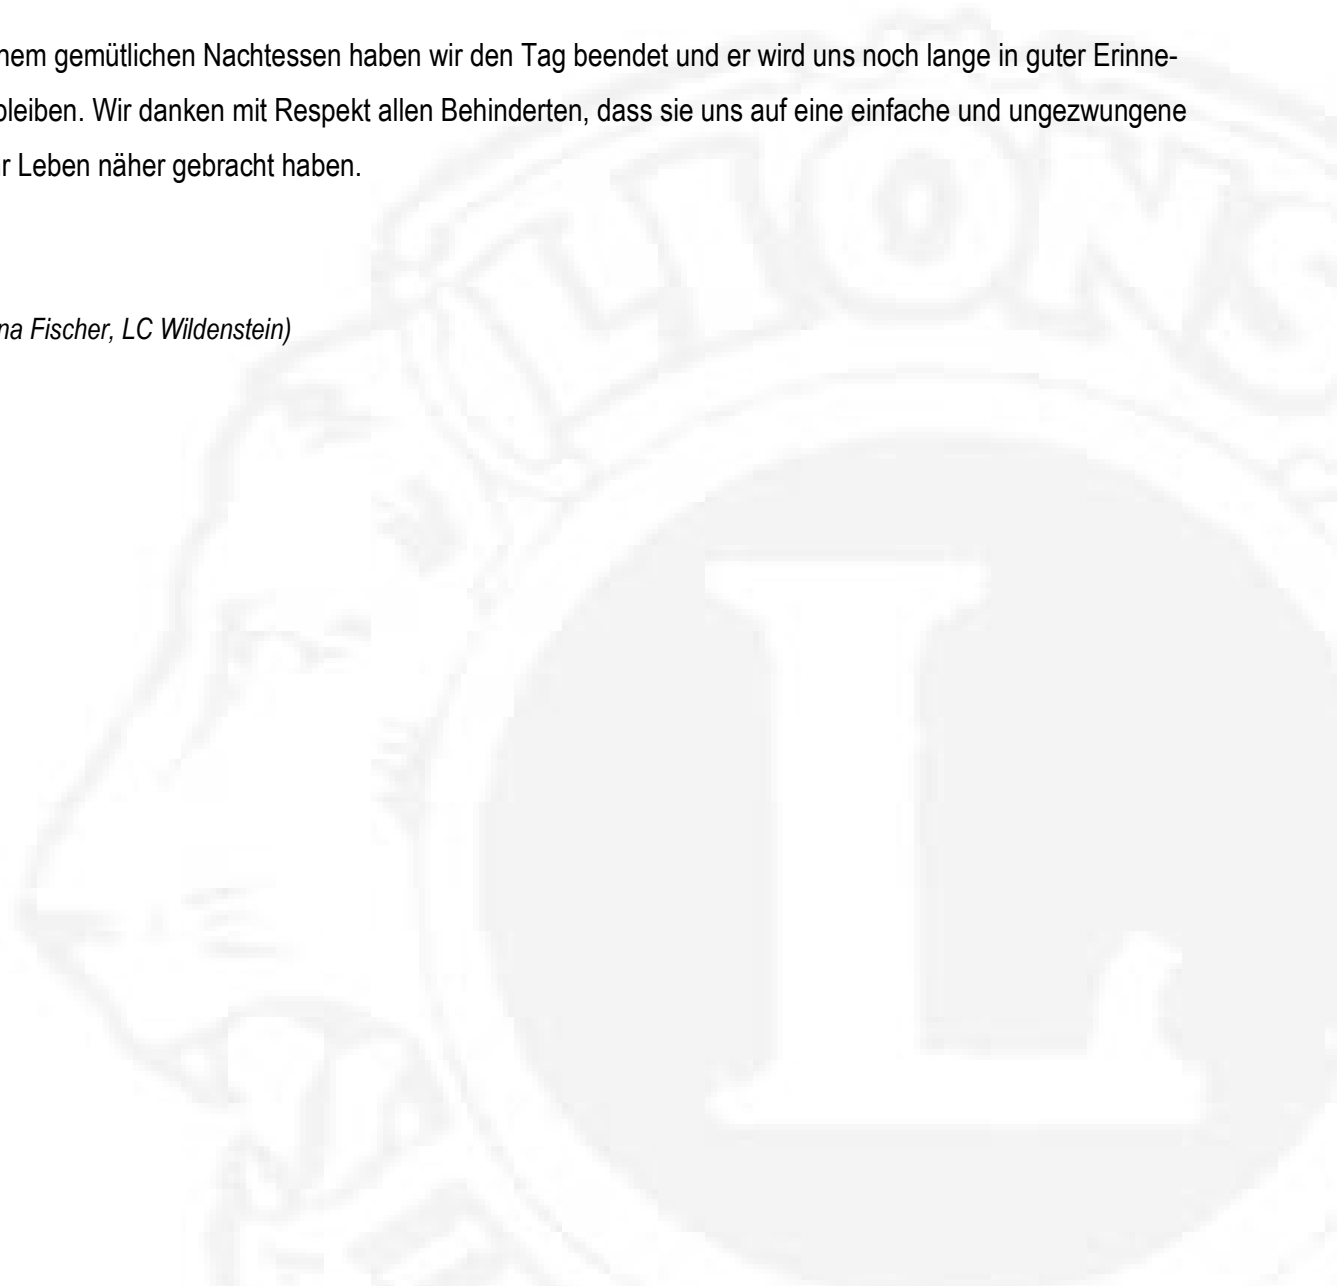 nem gemütlichen Nachtessen haben wir den Tag beendet und er wird uns noch lange in guter Erinne-
bleiben. Wir danken mit Respekt allen Behinderten, dass sie uns auf eine einfache und ungezwungene
r Leben näher gebracht haben.
na Fischer, LC Wildenstein)
LIONS
L